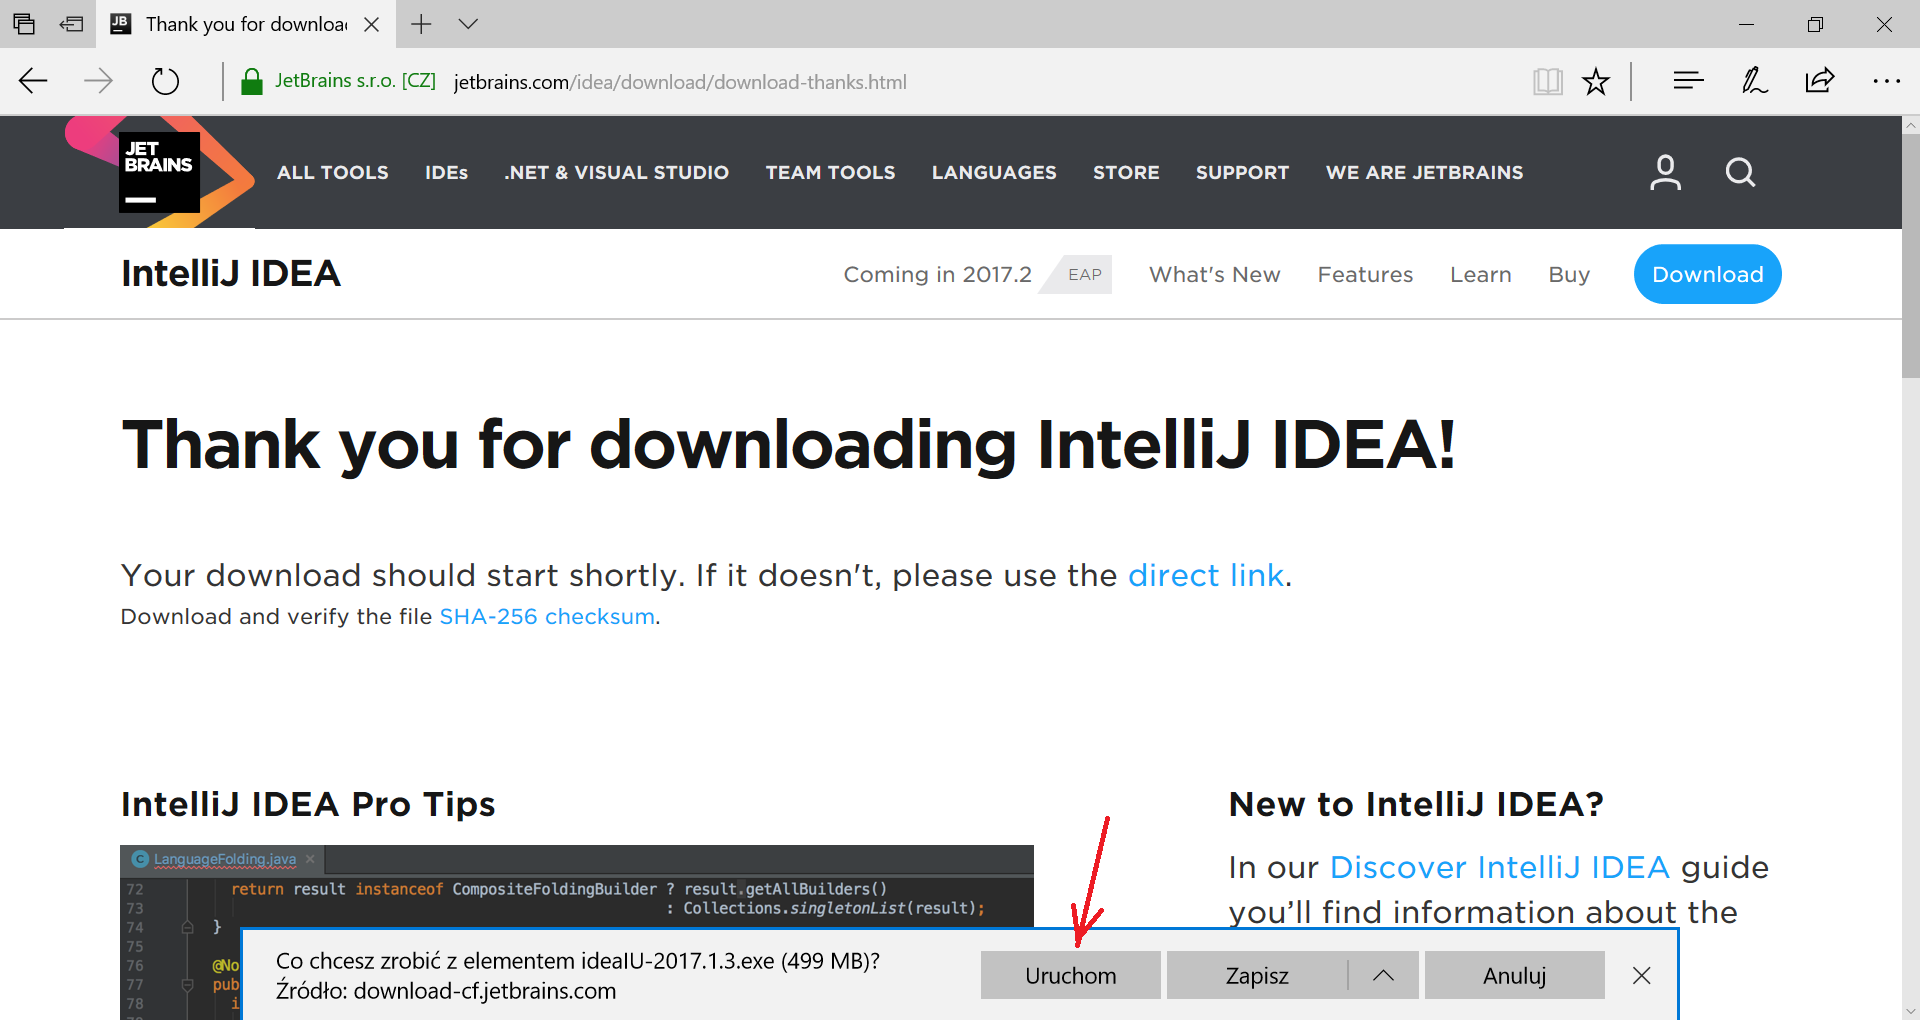 JB Thank you for downloa
JetBrains s.r.o. [CZ] jetbrains.com/idea/download/download-thanks.html
JET
BRAINS
ALL TOOLS IDEs .NET & VISUAL STUDIO TEAM TOOLS LANGUAGES STORE SUPPORT WE ARE JETBRAINS
IntelliJ IDEA
Coming in 2017.2 EAP What's New Features Learn Buy Download
Thank you for downloading IntelliJ IDEA!
Your download should start shortly. If it doesn't, please use the direct link.
Download and verify the file SHA-256 checksum.
IntelliJ IDEA Pro Tips
C LanguageFolding.java
72 return result instanceof CompositeFoldingBuilder ? result.getAllBuilders()
73 : Collections.singletonList(result);
74 }
75
76 @No
77 pub
78 i
New to IntelliJ IDEA?
In our Discover IntelliJ IDEA guide
you’ll find information about the
Co chcesz zrobić z elementem ideaIU-2017.1.3.exe (499 MB)?
Źródło: download-cf.jetbrains.com
Uruchom Zapisz Anuluj